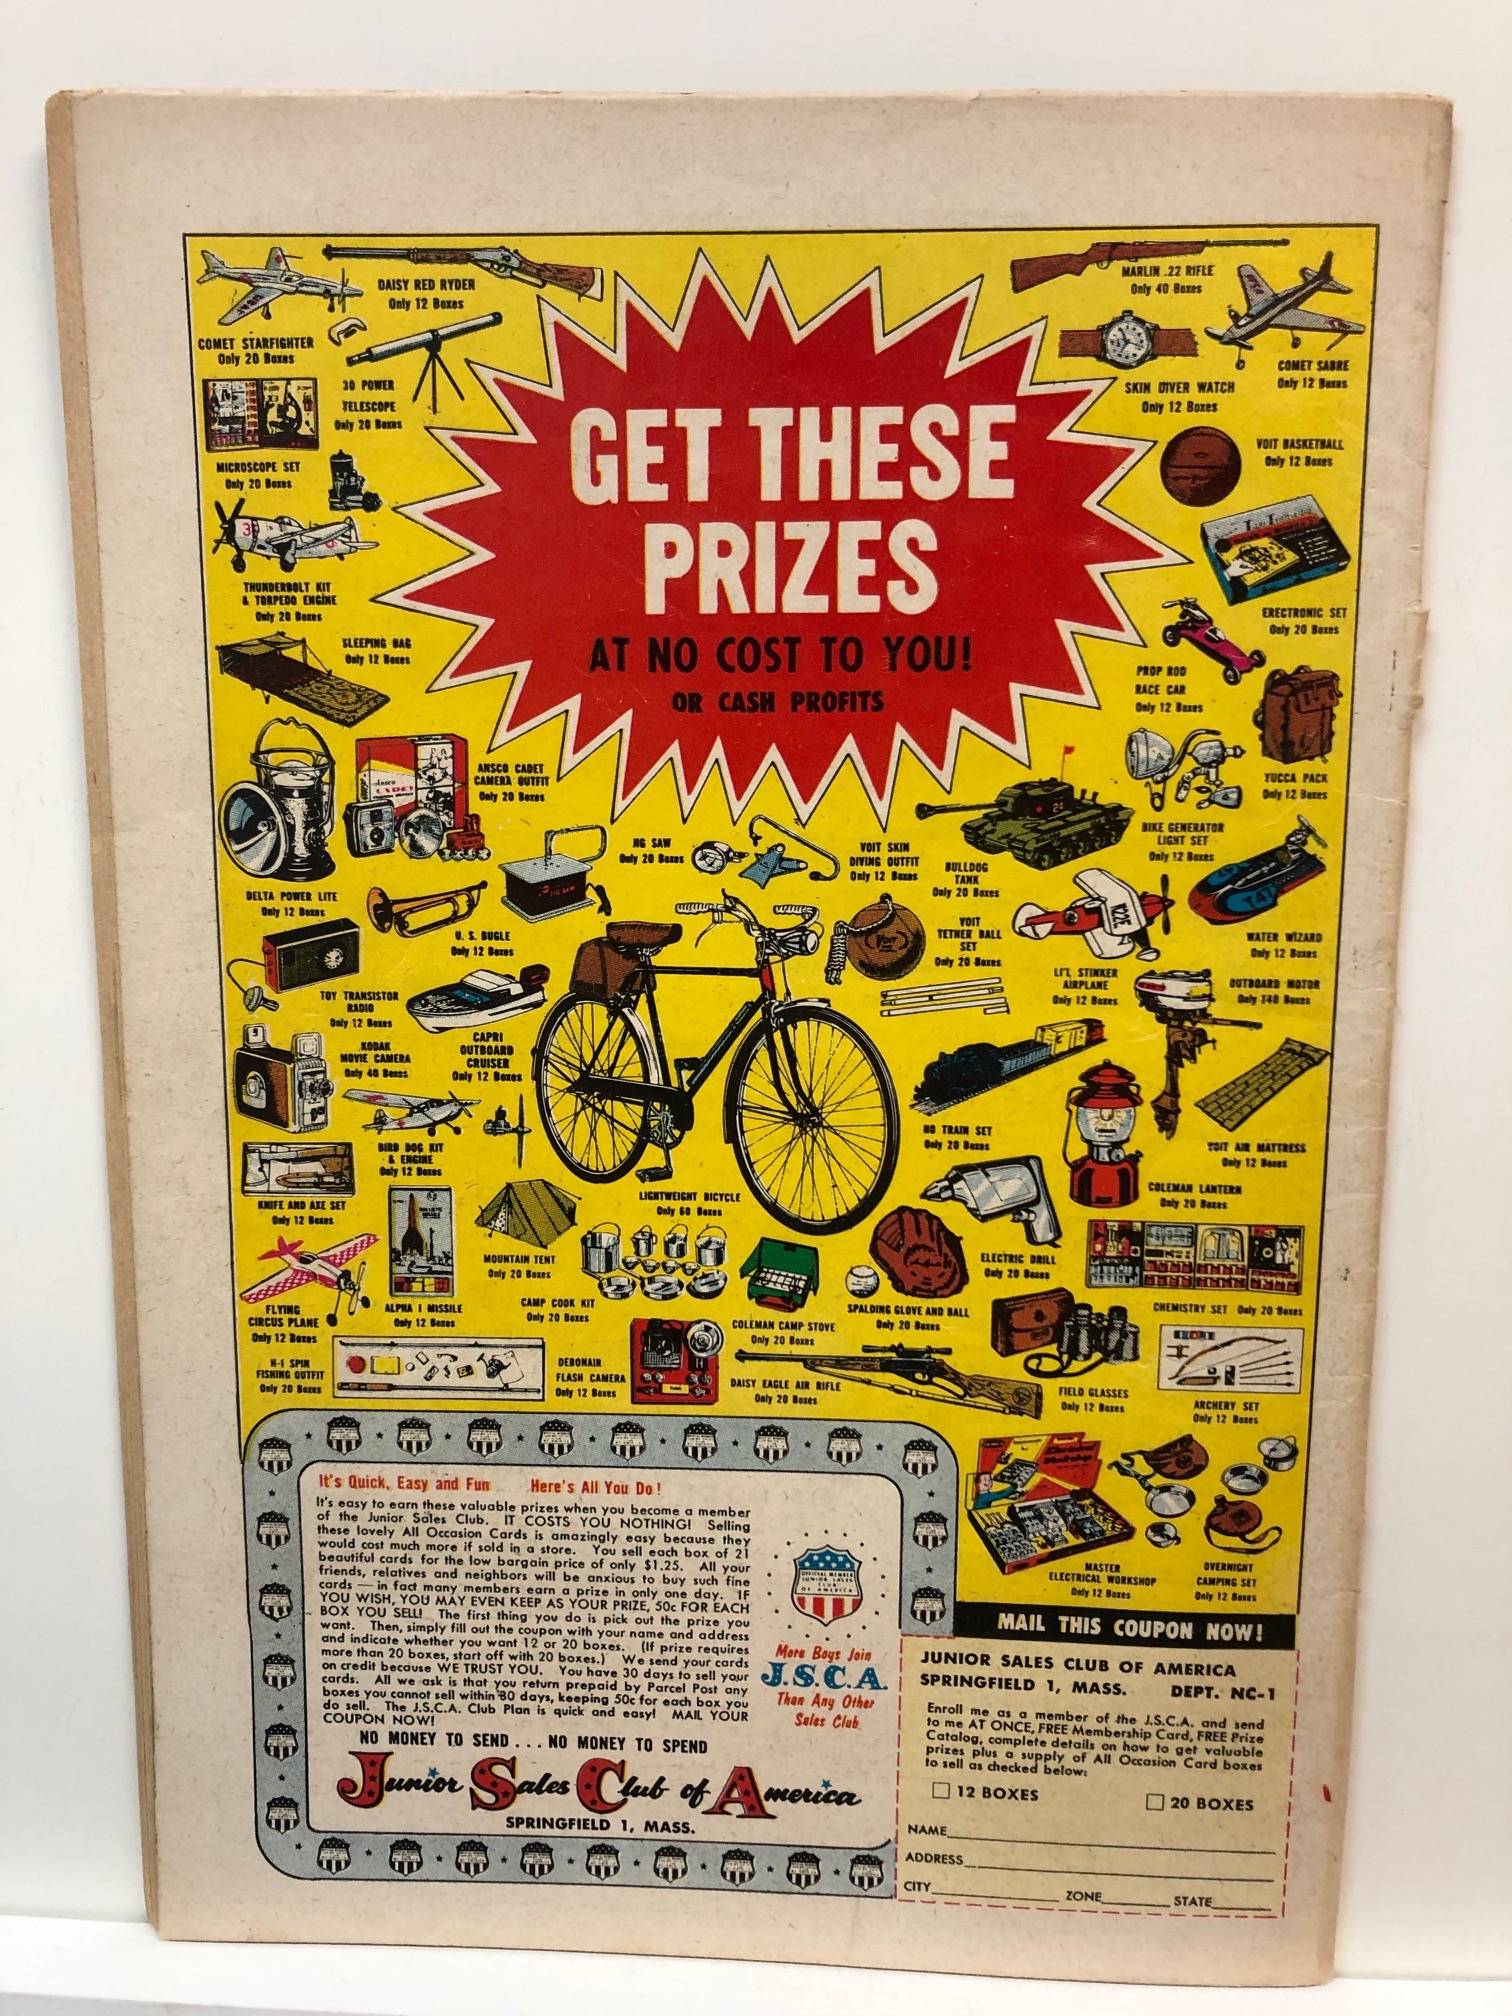 GET THESE
PRIZES
AT NO COST TO YOU!
OR CASH PROFITS
DAISY RED RYDER
Only 12 Boxes
COMET STARFIGHTER
Only 20 Boxes
30 POWER
TELESCOPE
Only 20 Boxes
MICROSCOPE SET
Only 20 Boxes
THUNDERBOLT KIT
& TORPEDO ENGINE
Only 20 Boxes
SLEEPING BAG
Only 12 Boxes
MARLIN .22 RIFLE
Only 40 Boxes
COMET SABRE
Only 12 Boxes
SKIN DIVER WATCH
Only 12 Boxes
VOIT BASKETBALL
Only 12 Boxes
ERECTRONIC SET
Only 20 Boxes
PROP ROD
RACE CAR
Only 12 Boxes
YUCCA PACK
Only 12 Boxes
ANSCO CADET
CAMERA OUTFIT
Only 20 Boxes
Ansco
CADET
DELTA POWER LITE
Only 12 Boxes
JIG SAW
Only 20 Boxes
JIG SAW
VOIT SKIN
DIVING OUTFIT
Only 12 Boxes
24
BULLDOG
TANK
Only 20 Boxes
BIKE GENERATOR
LIGHT SET
Only 12 Boxes
U. S. BUGLE
Only 12 Boxes
Voit
VOIT
TETHER BALL
SET
Only 20 Boxes
WATER WIZARD
Only 12 Boxes
TOY TRANSISTOR
RADIO
Only 12 Boxes
LI'L STINKER
AIRPLANE
Only 12 Boxes
OUTBOARD MOTOR
Only 140 Boxes
CAPRI
OUTBOARD
CRUISER
Only 12 Boxes
KODAK
MOVIE CAMERA
Only 40 Boxes
BIRD DOG KIT
& ENGINE
Only 12 Boxes
HO TRAIN SET
Only 20 Boxes
VOIT AIR MATTRESS
Only 12 Boxes
KNIFE AND AXE SET
Only 12 Boxes
LIGHTWEIGHT BICYCLE
Only 60 Boxes
COLEMAN LANTERN
Only 20 Boxes
MOUNTAIN TENT
Only 20 Boxes
ELECTRIC DRILL
Only 20 Boxes
FLYING
CIRCUS PLANE
Only 12 Boxes
ALPHA I MISSILE
Only 12 Boxes
CAMP COOK KIT
Only 20 Boxes
COLEMAN CAMP STOVE
Only 20 Boxes
SPALDING GLOVE AND BALL
Only 20 Boxes
CHEMISTRY SET Only 20 Boxes
H-I SPIN
FISHING OUTFIT
Only 20 Boxes
DEBONAIR
FLASH CAMERA
Only 12 Boxes
DAISY EAGLE AIR RIFLE
Only 20 Boxes
FIELD GLASSES
Only 12 Boxes
ARCHERY SET
Only 12 Boxes
MASTER
ELECTRICAL WORKSHOP
Only 12 Boxes
OVERNIGHT
CAMPING SET
Only 12 Boxes
It's Quick, Easy and Fun Here's All You Do!
It's easy to earn these valuable prizes when you become a member
of the Junior Sales Club. IT COSTS YOU NOTHING! Selling
these lovely All Occasion Cards is amazingly easy because they
would cost much more if sold in a store. You sell each box of 21
beautiful cards for the low bargain price of only $1.25. All your
friends, relatives and neighbors will be anxious to buy such fine
cards — in fact many members earn a prize in only one day. IF
YOU WISH, YOU MAY EVEN KEEP AS YOUR PRIZE, 50c FOR EACH
BOX YOU SELL! The first thing you do is pick out the prize you
want. Then, simply fill out the coupon with your name and address
and indicate whether you want 12 or 20 boxes. (If prize requires
more than 20 boxes, start off with 20 boxes.) We send your cards
on credit because WE TRUST YOU. You have 30 days to sell your
cards. All we ask is that you return prepaid by Parcel Post any
boxes you cannot sell within 30 days, keeping 50c for each box you
do sell. The J.S.C.A. Club Plan is quick and easy! MAIL YOUR
COUPON NOW!
OFFICIAL MEMBER
JUNIOR SALES
CLUB
OF AMERICA
More Boys Join
J.S.C.A.
Than Any Other
Sales Club
NO MONEY TO SEND . . . NO MONEY TO SPEND
Junior Sales Club of America
SPRINGFIELD 1, MASS.
MAIL THIS COUPON NOW!
JUNIOR SALES CLUB OF AMERICA
SPRINGFIELD 1, MASS. DEPT. NC-1
Enroll me as a member of the J.S.C.A. and send
to me AT ONCE, FREE Membership Card, FREE Prize
Catalog, complete details on how to get valuable
prizes plus a supply of All Occasion Card boxes
to sell as checked below:
12 BOXES 20 BOXES
NAME
ADDRESS
CITY ZONE STATE